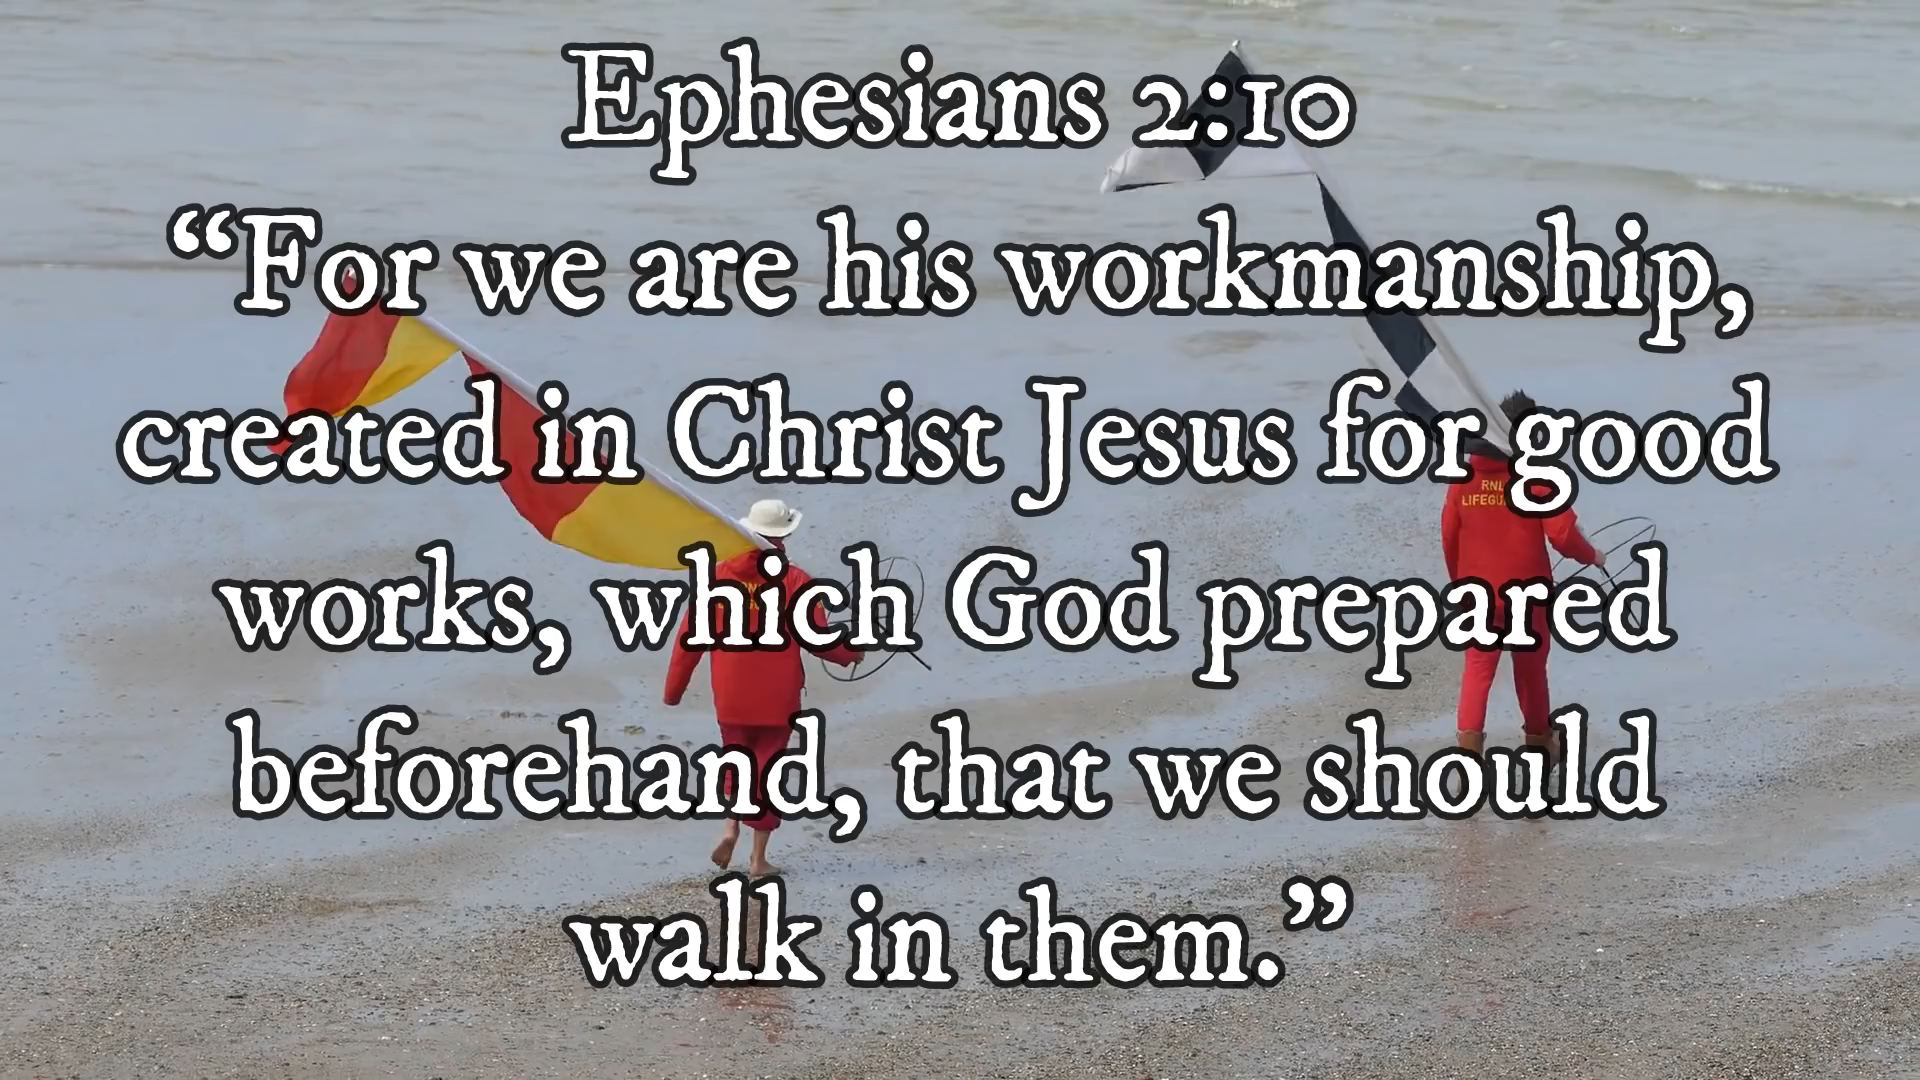 Ephesians 2:10
“For we are his workmanship,
created in Christ Jesus for good
works, which God prepared
beforehand, that we should
walk in them.”